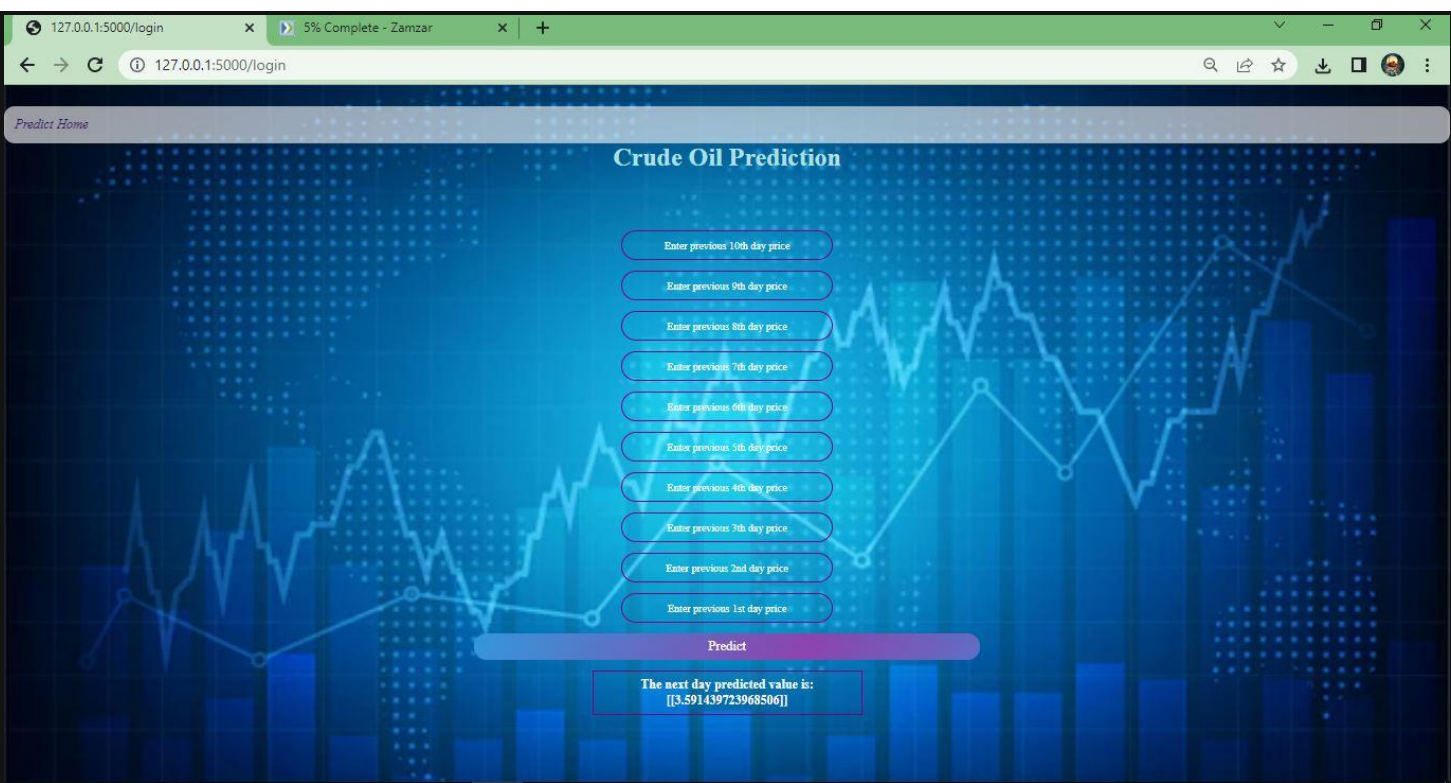 127.0.0.1:5000/login
5% Complete - Zamzar
127.0.0.1:5000/login
Predict Home
Crude Oil Prediction
Enter previous 10th day price
Enter previous 9th day price
Enter previous 8th day price
Enter previous 7th day price
Enter previous 6th day price
Enter previous 5th day price
Enter previous 4th day price
Enter previous 3th day price
Enter previous 2nd day price
Enter previous 1st day price
Predict
The next day predicted value is:
[[3.591439723968506]]